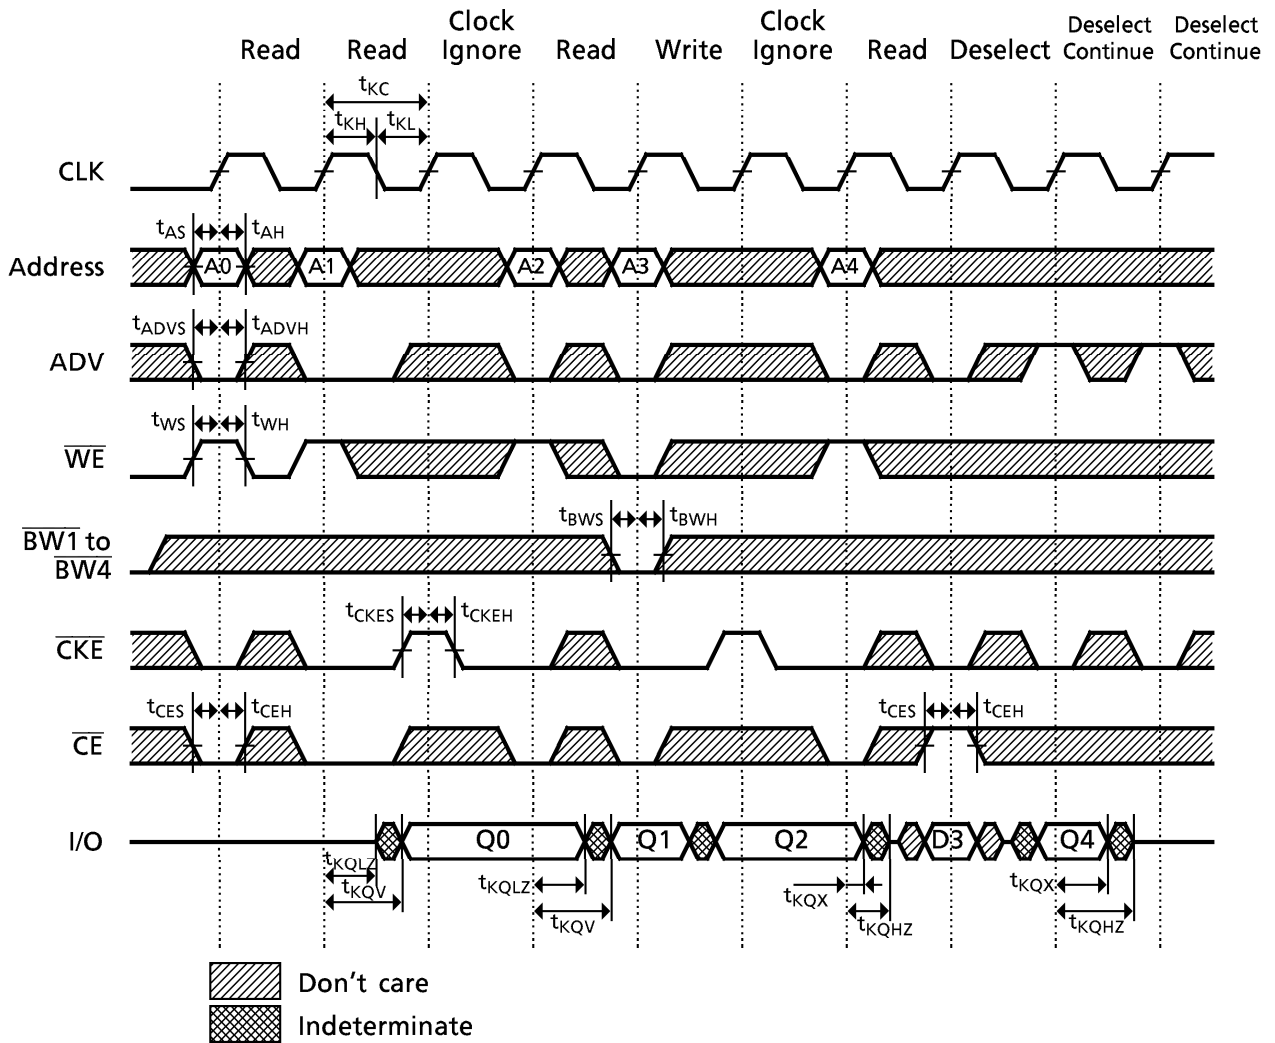 Read
Read
Clock
Ignore
Read
Write
Clock
Ignore
Read
Deselect
Deselect
Continue
Deselect
Continue
tKC
tKH
tKL
CLK
tAS
tAH
Address
A0
A1
A2
A3
A4
tADVS
tADVH
ADV
tWS
tWH
WE
tBWS
tBWH
BW1 to
BW4
tCKES
tCKEH
CKE
tCES
tCEH
tCES
tCEH
CE
I/O
Q0
Q1
Q2
D3
Q4
tKQLZ
tKQV
tKQLZ
tKQV
tKQX
tKQHZ
tKQX
tKQHZ
Don't care
Indeterminate